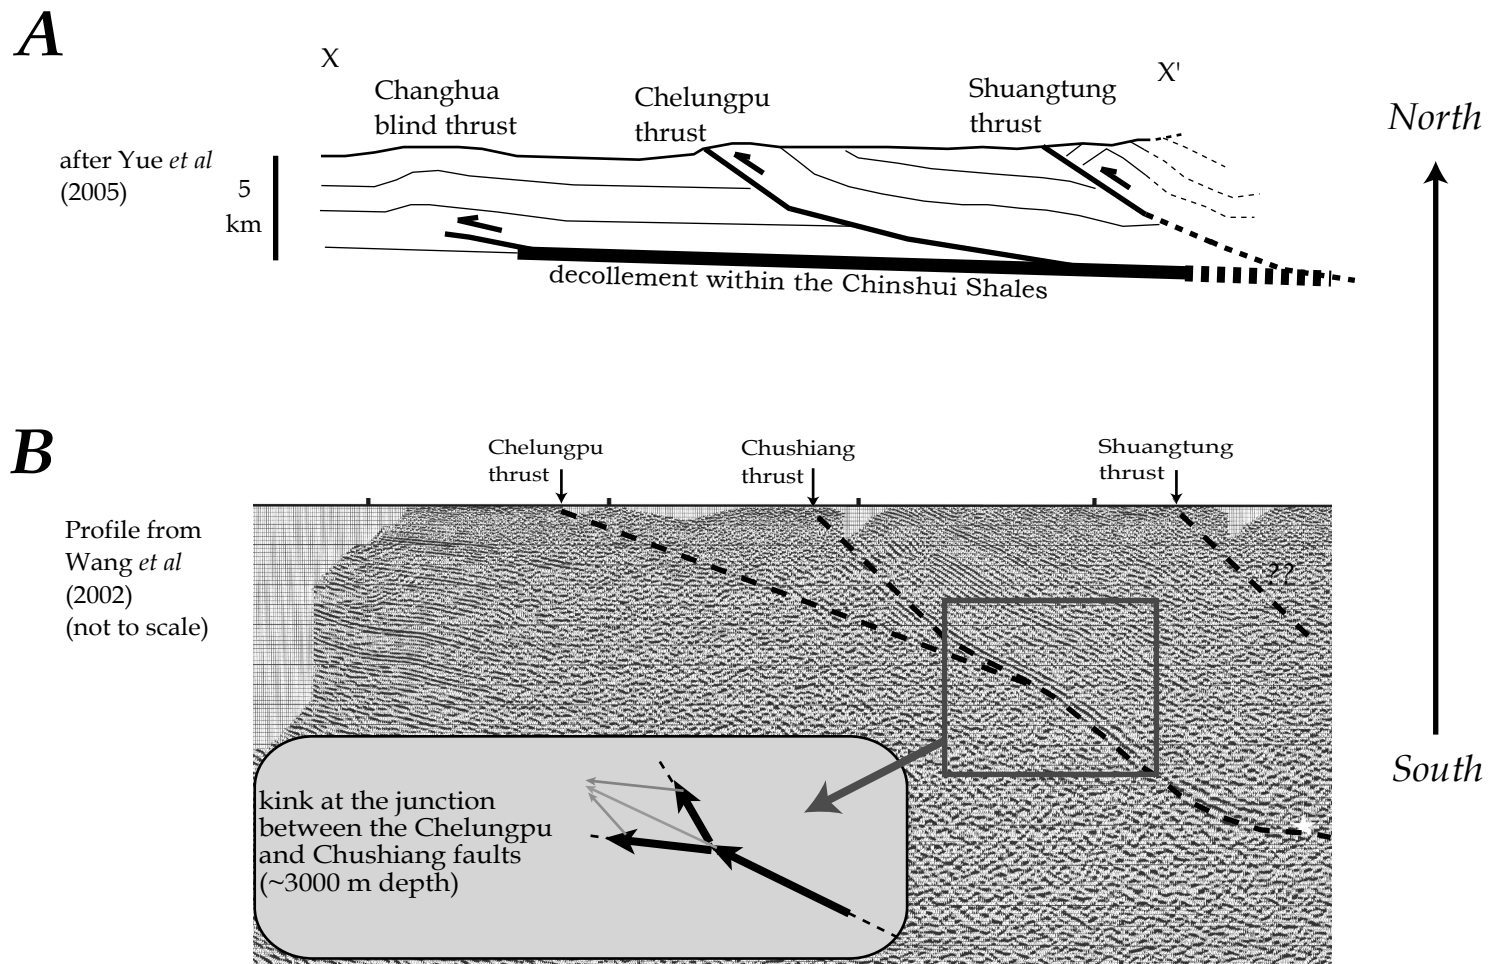 A
X
X'
Changhua
blind thrust
Chelungpu
thrust
Shuangtung
thrust
North
after Yue et al
(2005)
5
km
decollement within the Chinshui Shales
B
Chelungpu
thrust
Chushiang
thrust
Shuangtung
thrust
Profile from
Wang et al
(2002)
(not to scale)
??
South
kink at the junction
between the Chelungpu
and Chushiang faults
(~3000 m depth)